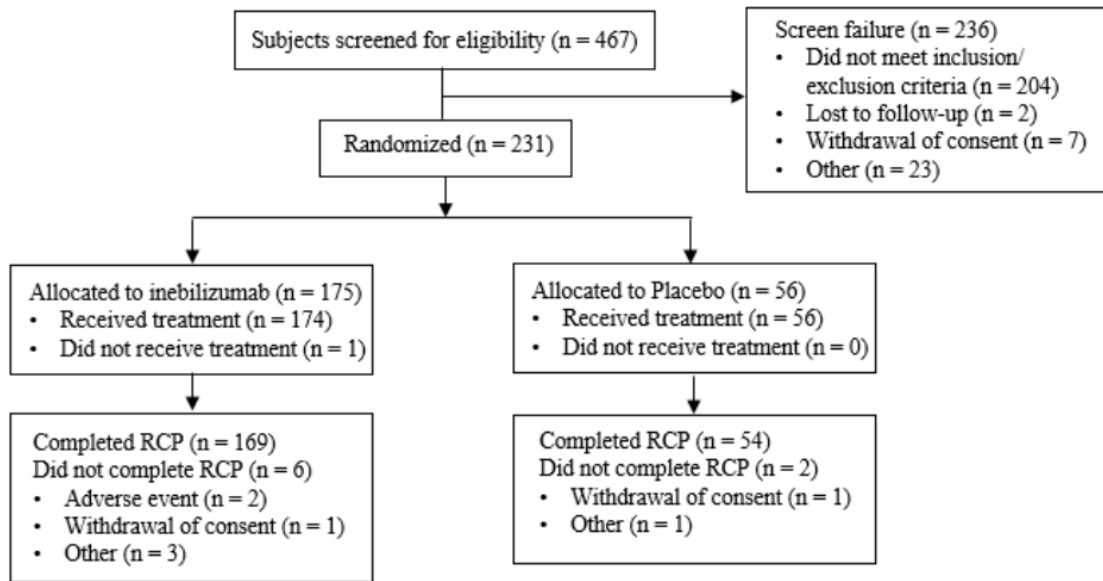 Subjects screened for eligibility (n = 467)
Screen failure (n = 236)
• Did not meet inclusion/
exclusion criteria (n = 204)
• Lost to follow-up (n = 2)
• Withdrawal of consent (n = 7)
• Other (n = 23)
Randomized (n = 231)
Allocated to inebilizumab (n = 175)
• Received treatment (n = 174)
• Did not receive treatment (n = 1)
Allocated to Placebo (n = 56)
• Received treatment (n = 56)
• Did not receive treatment (n = 0)
Completed RCP (n = 169)
Did not complete RCP (n = 6)
• Adverse event (n = 2)
• Withdrawal of consent (n = 1)
• Other (n = 3)
Completed RCP (n = 54)
Did not complete RCP (n = 2)
• Withdrawal of consent (n = 1)
• Other (n = 1)